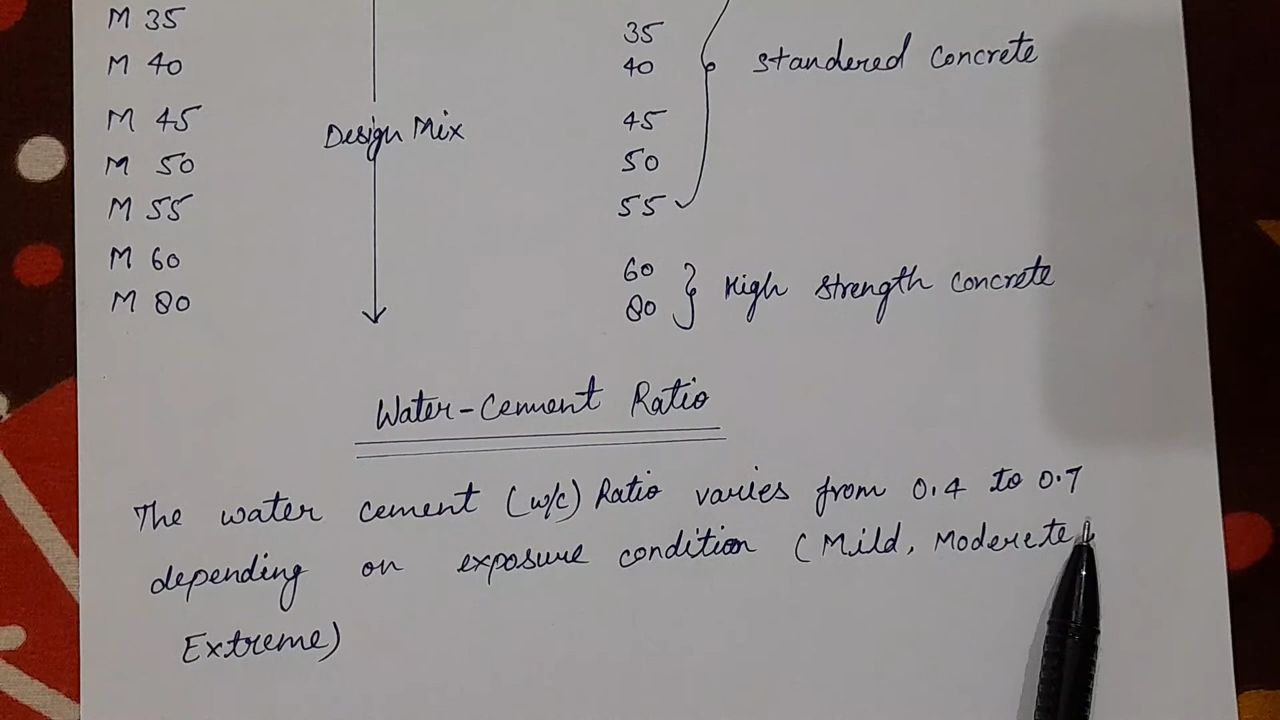 M 35 35
M 40 40 standered concrete
M 45 Design Mix 45
M 50 50
M 55 55
M 60 60 High strength concrete
M 80 80
Water-Cement Ratio
The water cement (w/c) Ratio varies from 0.4 to 0.7
depending on exposure condition (Mild, Moderete
Extreme)